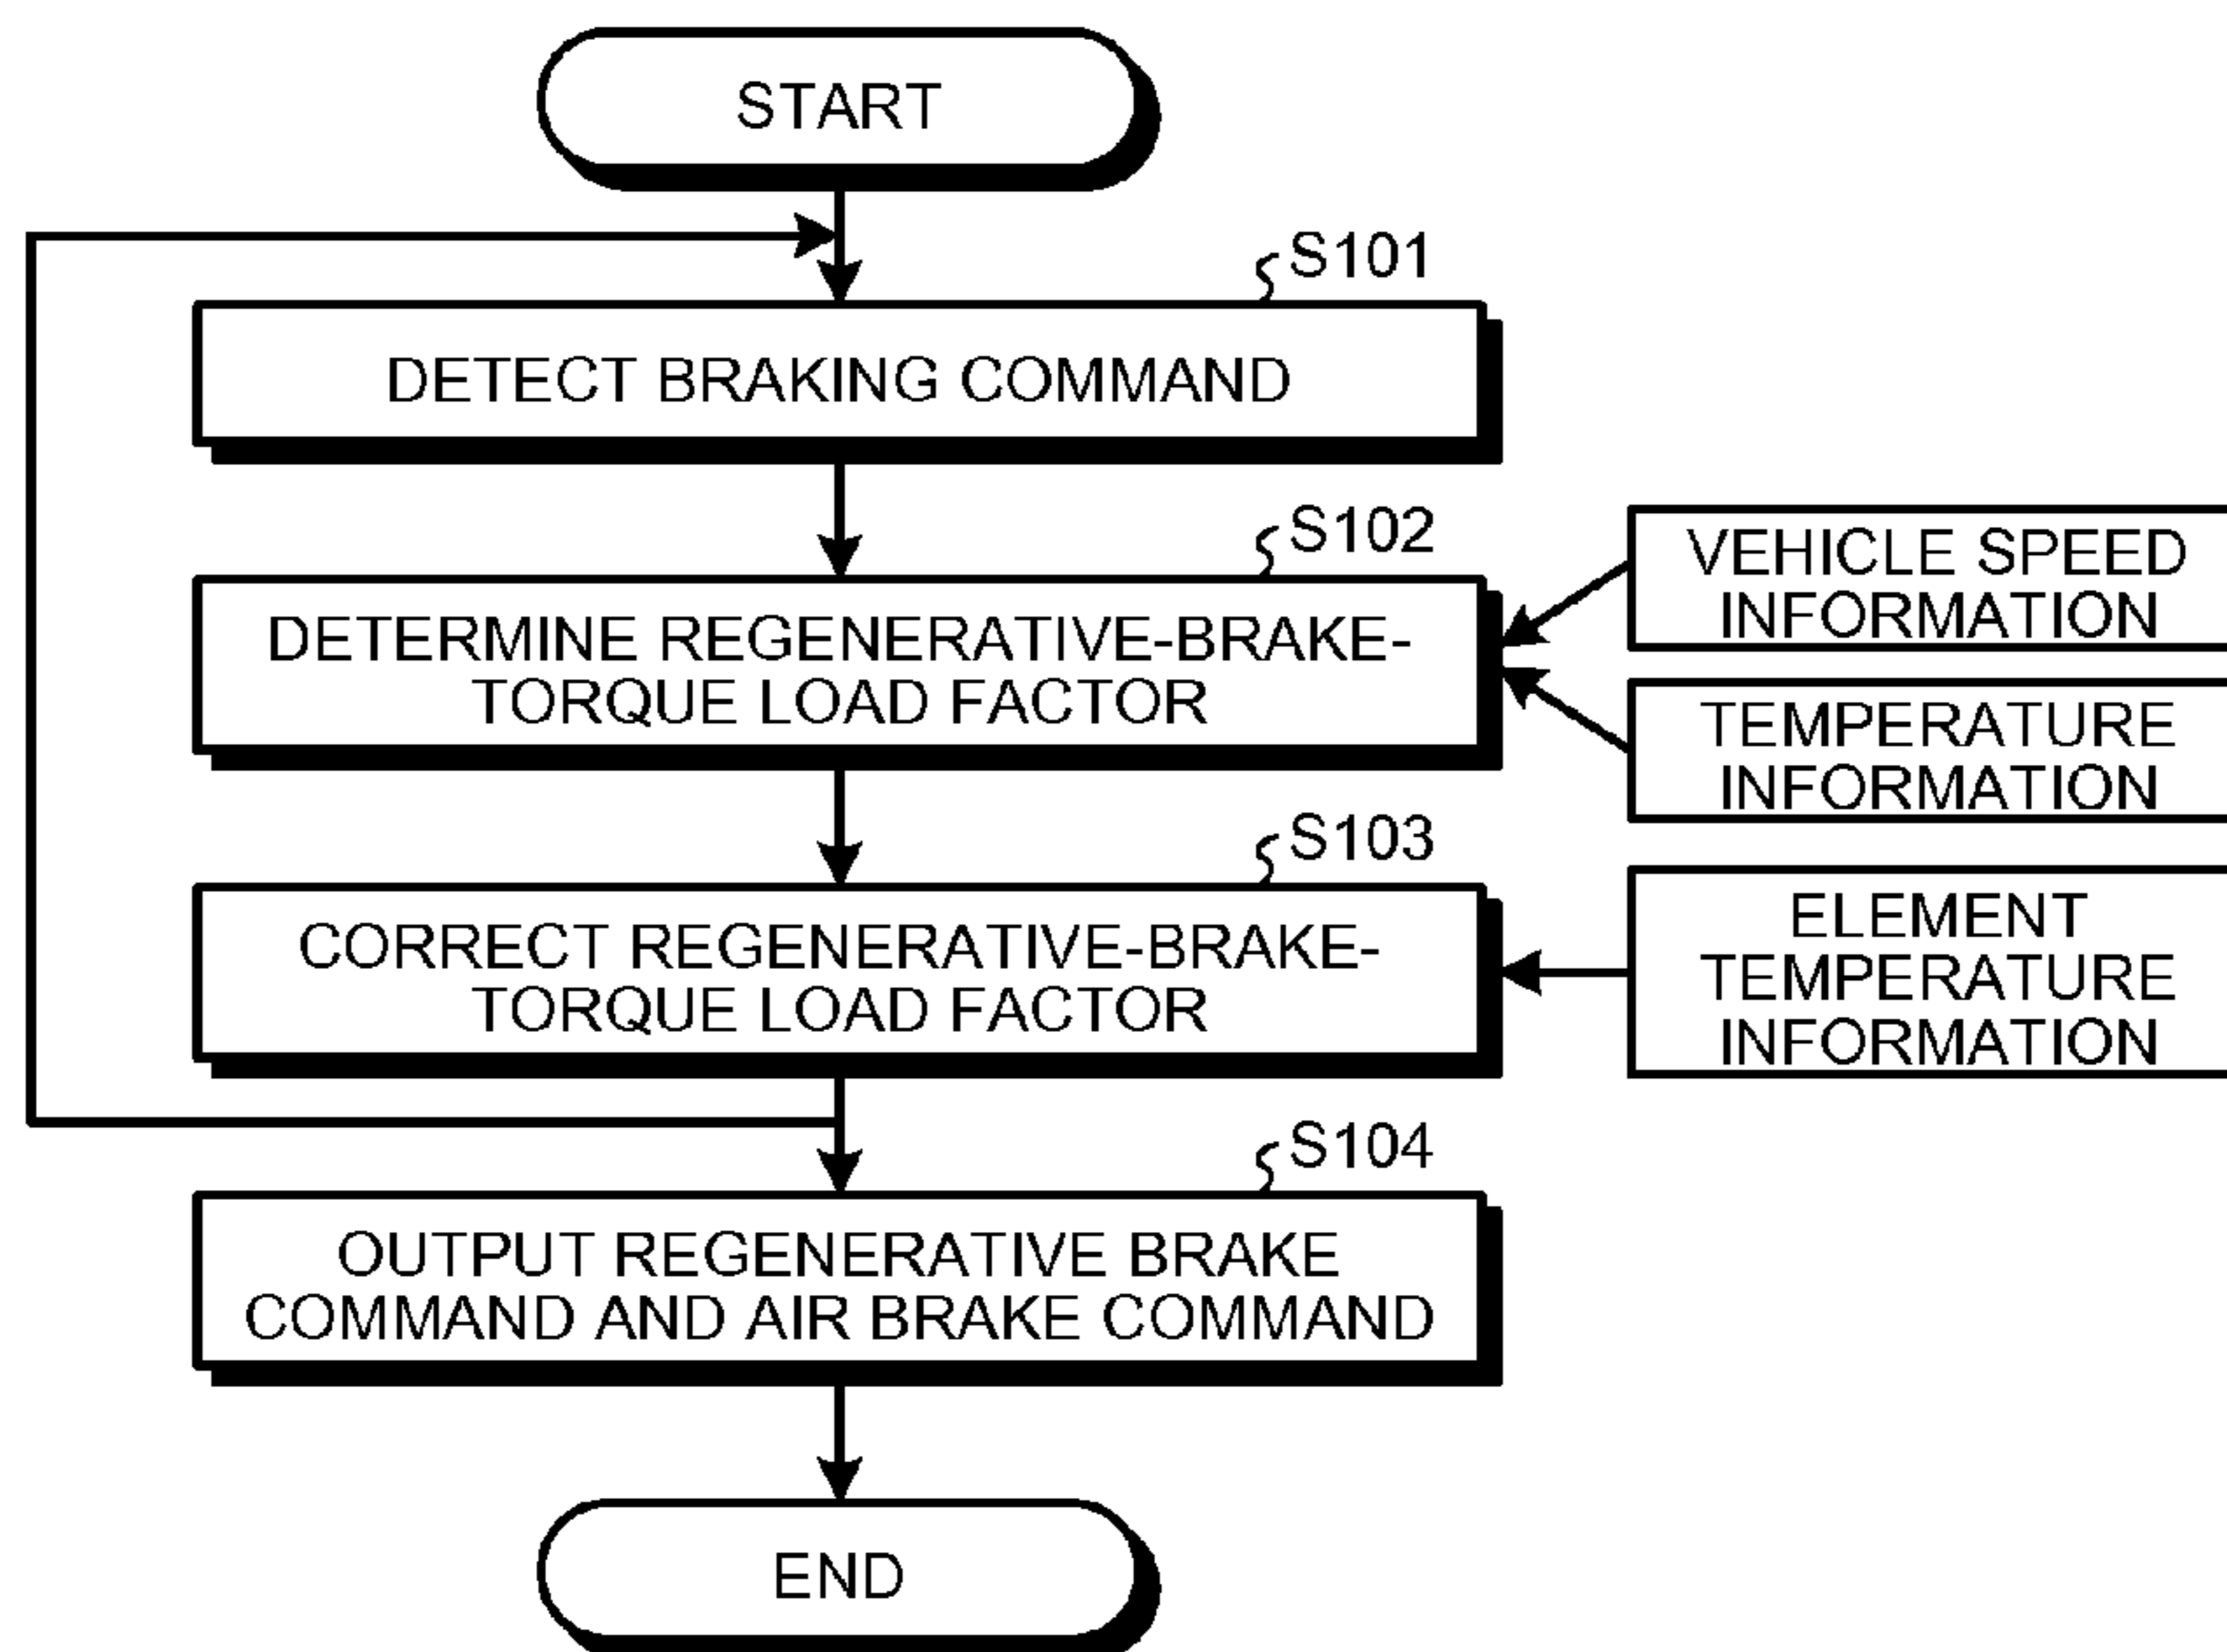 START
S101
DETECT BRAKING COMMAND
S102
DETERMINE REGENERATIVE-BRAKE-
TORQUE LOAD FACTOR
VEHICLE SPEED
INFORMATION
TEMPERATURE
INFORMATION
S103
CORRECT REGENERATIVE-BRAKE-
TORQUE LOAD FACTOR
ELEMENT
TEMPERATURE
INFORMATION
S104
OUTPUT REGENERATIVE BRAKE
COMMAND AND AIR BRAKE COMMAND
END